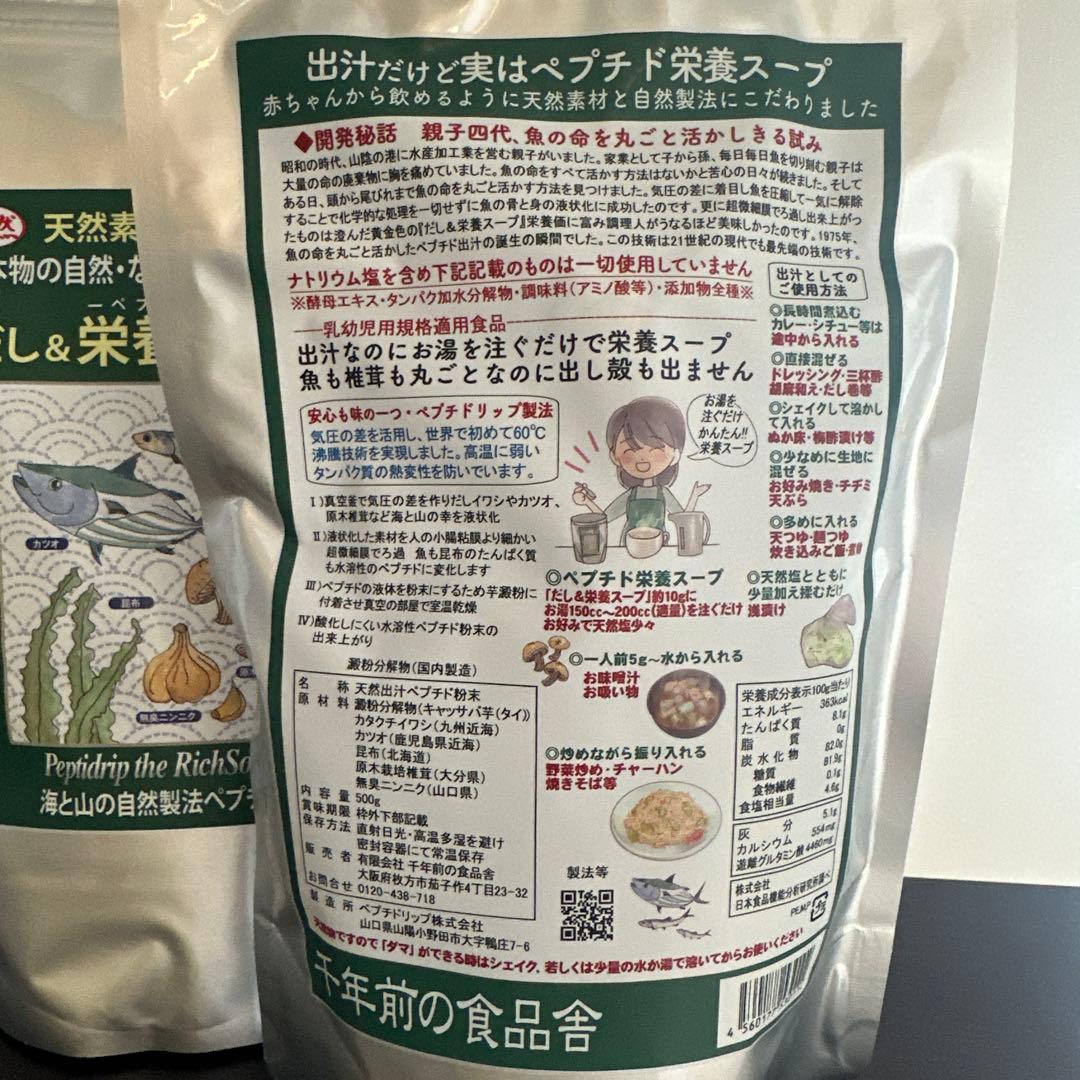 出汁だけど実はペプチド栄養スープ
赤ちゃんから飲めるように天然素材と自然製法にこだわりました
◆開発秘話 親子四代、魚の命を丸ごと活かしきる試み
昭和の時代、山陰の港に水産加工業を営む親子がいました。家業として子から孫、毎日毎日魚を切り刻む親子は
大量の命の廃棄物に胸を痛めていました。魚の命をすべて活かす方法はないかと苦心の日々が続きました。そして
ある日、頭から尾びれまで魚の命を丸ごと活かす方法を見つけました。気圧の差に着目し魚を圧縮して一気に解除
することで化学的な処理を一切せずに魚の骨と身の液状化に成功したのです。更に超微細膜でろ過し出来上がっ
たものは澄んだ黄金色の『だし&栄養スープ』栄養価に富み調理人がうなるほど美味しかったのです。1975年、
魚の命を丸ごと活かしたペプチド出汁の誕生の瞬間でした。この技術は21世紀の現代でも最先端の技術です。
ナトリウム塩を含め下記記載のものは一切使用していません
※酵母エキス・タンパク加水分解物・調味料(アミノ酸等)・添加物全種※
乳幼児用規格適用食品
出汁なのにお湯を注ぐだけで栄養スープ
魚も椎茸も丸ごとなのに出し殻も出ません
安心も味の一つ・ペプチドリップ製法
気圧の差を活用し、世界で初めて60℃
沸騰技術を実現しました。高温に弱い
タンパク質の熱変性を防いでいます。
Ⅰ)真空釜で気圧の差を作りだしイワシやカツオ、
原木椎茸など海と山の幸を液状化
Ⅱ)液状化した素材を人の小腸粘膜より細かい
超微細膜でろ過 魚も昆布のたんぱく質
も水溶性のペプチドに変化します
Ⅲ)ペプチドの液体を粉末にするため芋澱粉に
付着させ真空の部屋で室温乾燥
Ⅳ)酸化しにくい水溶性ペプチド粉末の
出来上がり
お湯を、
注ぐだけ
かんたん!!
栄養スープ
出汁としての
ご使用方法
◎長時間煮込む
カレー・シチュー等は
途中から入れる
◎直接混ぜる
ドレッシング・三杯酢
胡麻和え・だし巻等
◎シェイクして溶かし
て入れる
ぬか床・梅酢漬け等
◎少なめに生地に
混ぜる
お好み焼き・チヂミ
天ぷら
◎多めに入れる
天つゆ・麺つゆ
炊き込みご飯・
◎天然塩とともに
少量加え揉むだけ
浅漬け
◎ペプチド栄養スープ
「だし&栄養スープ」約10gに
お湯150cc~200cc(適量)を注ぐだけ
お好みで天然塩少々
◎一人前5g~水から入れる
お味噌汁
お吸い物
◎炒めながら振り入れる
野菜炒め・チャーハン
焼きそば等
澱粉分解物(国内製造)
名称 天然出汁ペプチド粉末
原材料 澱粉分解物(キャッサバ芋(タイ))
カタクチイワシ(九州近海)
カツオ(鹿児島県近海)
昆布(北海道)
原木栽培椎茸(大分県)
無臭ニンニク(山口県)
内容量 500g
賞味期限 枠外下部記載
保存方法 直射日光・高温多湿を避け
密封容器にて常温保存
販売者 有限会社 千年前の食品舎
大阪府枚方市茄子作4丁目23-32
お問合せ 0120-438-718
製造所 ペプチドリップ株式会社
山口県山陽小野田市大字鴨庄7-6
製法等
栄養成分表示100g当たり
エネルギー 363kcal
たんぱく質 8.1g
脂質 0g
炭水化物 82.0g
糖質 81.9g
食物繊維 0.1g
食塩相当量 4.6g
灰分 5.1g
カルシウム 554mg
遊離グルタミン酸 4460mg
株式会社
日本食品機能分析研究所調べ
PE,M,P
天然物ですので「ダマ」ができる時はシェイク、若しくは少量の水か湯で溶いてからお使いください
千年前の食品舎
然
天然素
本物の自然・な
だし&栄養
カツオ
昆布
無臭ニンニク
Peptidrip the RichSo
海と山の自然製法ペプチ